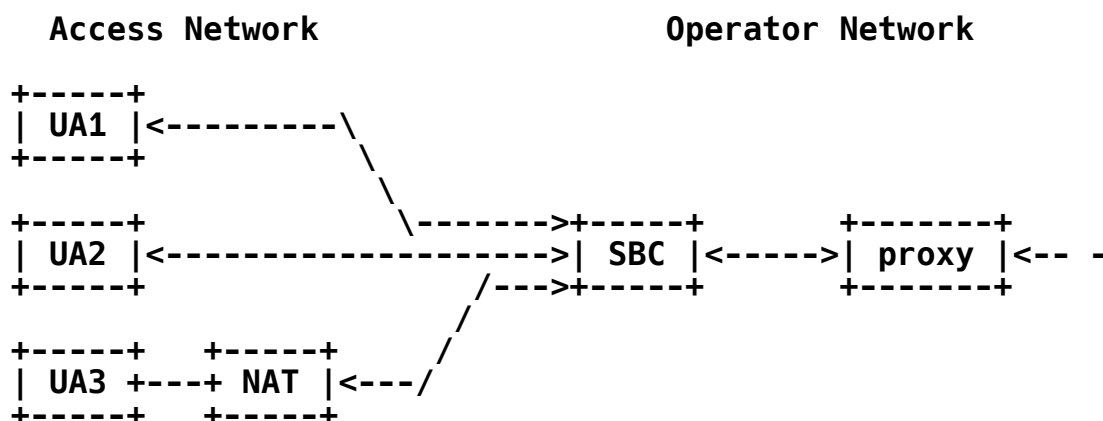 Access Network                    Operator Network

+-----+
| UA1 |<---------\
+-----+           \
                   \
+-----+             \------->+-----+       +-------+
| UA2 |<-------------------->| SBC |<----->| proxy |<-- -
+-----+                  /--->+-----+       +-------+
                        /
+-----+   +-----+      /
| UA3 +---+ NAT |<---/
+-----+   +-----+